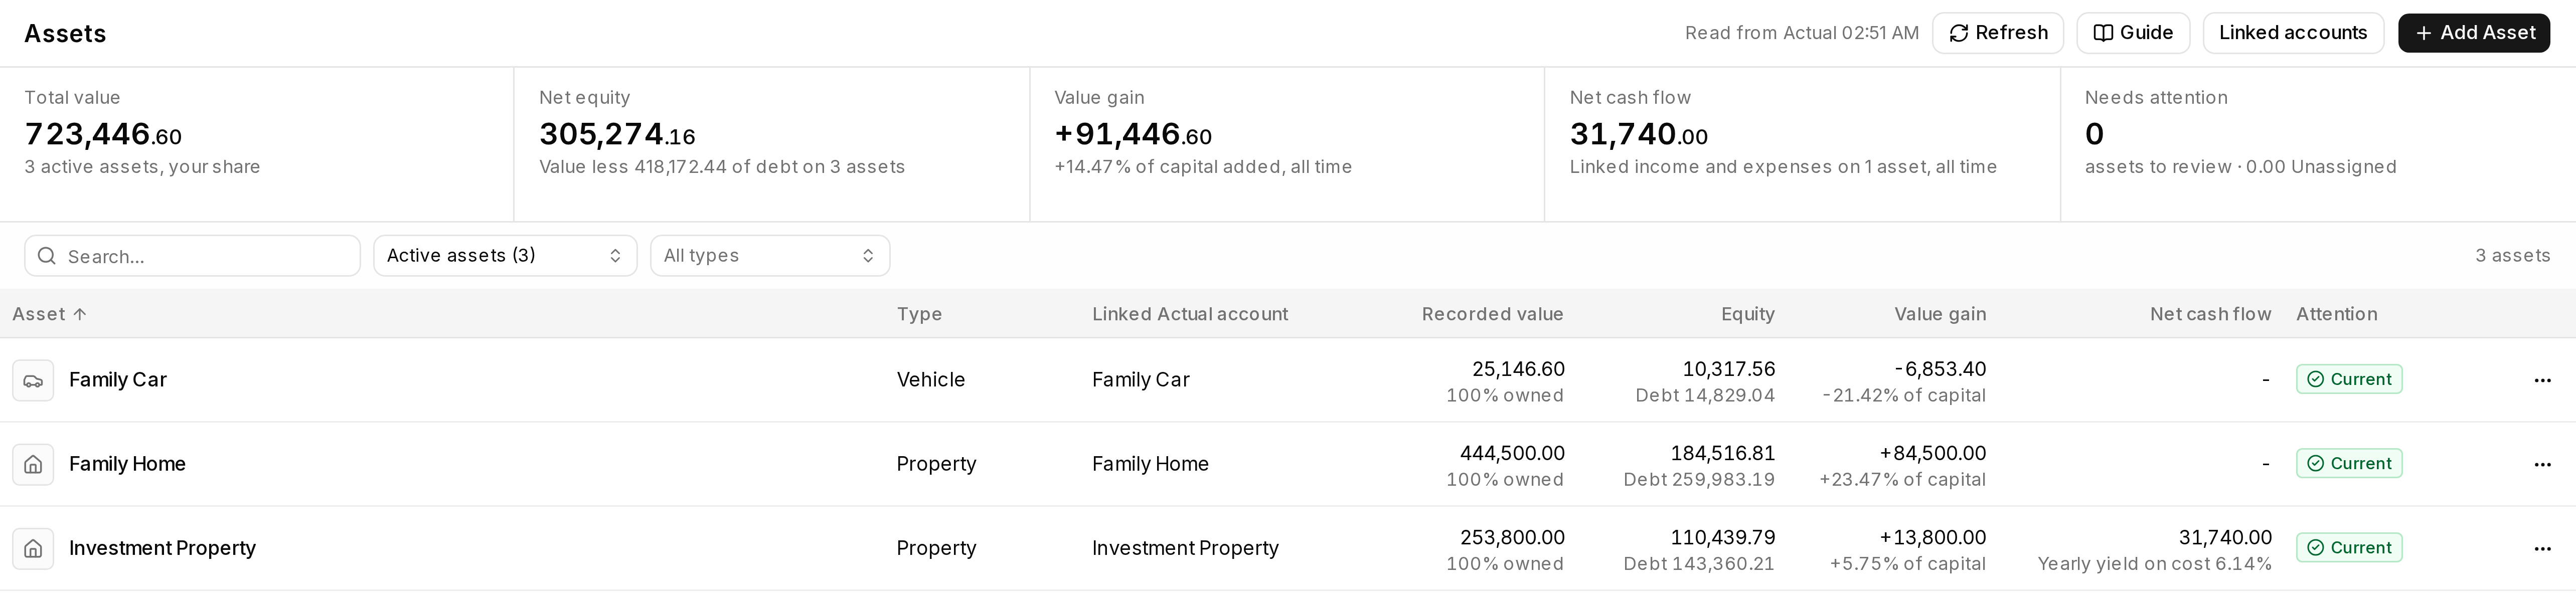 Assets
Read from Actual 02:51 AM Refresh Guide Linked accounts + Add Asset
Total value Net equity Value gain Net cash flow Needs attention
723,446.60 305,274.16 +91,446.60 31,740.00 0
3 active assets, your share Value less 418,172.44 of debt on 3 assets +14.47% of capital added, all time Linked income and expenses on 1 asset, all time assets to review · 0.00 Unassigned
Search... Active assets (3) All types 3 assets
Asset ↑ Type Linked Actual account Recorded value Equity Value gain Net cash flow Attention
Family Car Vehicle Family Car 25,146.60 10,317.56 -6,853.40 - Current ...
100% owned Debt 14,829.04 -21.42% of capital
Family Home Property Family Home 444,500.00 184,516.81 +84,500.00 - Current ...
100% owned Debt 259,983.19 +23.47% of capital
Investment Property Property Investment Property 253,800.00 110,439.79 +13,800.00 31,740.00 Current ...
100% owned Debt 143,360.21 +5.75% of capital Yearly yield on cost 6.14%